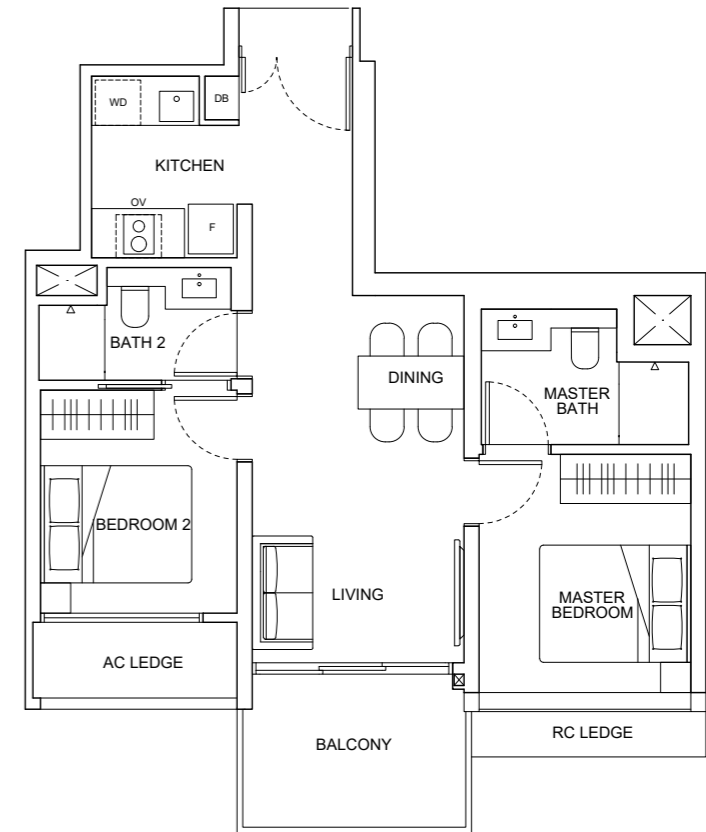 WD
DB
KITCHEN
OV
F
BATH 2
DINING
MASTER
BATH
BEDROOM 2
LIVING
MASTER
BEDROOM
AC LEDGE
BALCONY
RC LEDGE